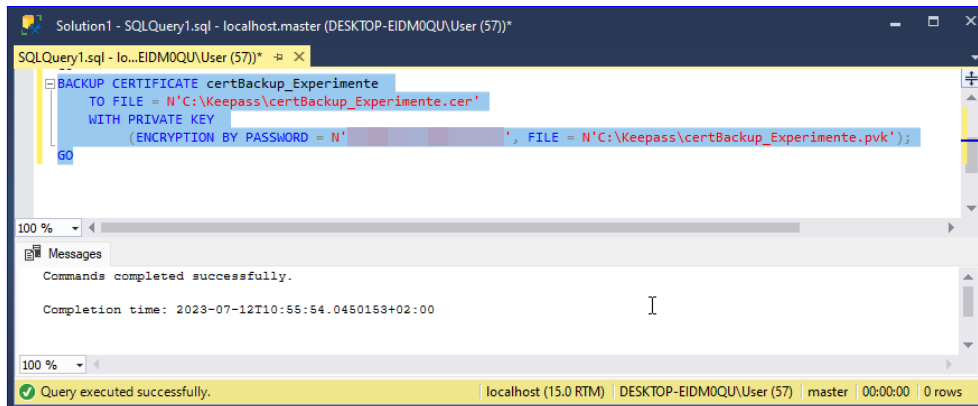 Solution1 - SQLQuery1.sql - localhost.master (DESKTOP-EIDM0QU\User (57))*
SQLQuery1.sql - lo...EIDM0QU\User (57))*
BACKUP CERTIFICATE certBackup_Experimente
TO FILE = N'C:\Keepass\certBackup_Experimente.cer'
WITH PRIVATE KEY
(ENCRYPTION BY PASSWORD = N' ', FILE = N'C:\Keepass\certBackup_Experimente.pvk');
GO
100 %
Messages
Commands completed successfully.
Completion time: 2023-07-12T10:55:54.0450153+02:00
100 %
Query executed successfully. localhost (15.0 RTM) DESKTOP-EIDM0QU\User (57) master 00:00:00 0 rows